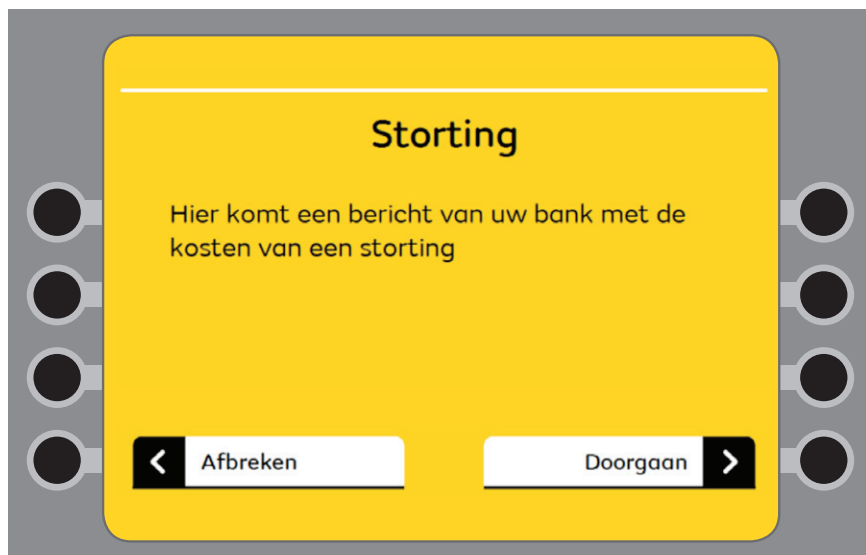 Storting
Hier komt een bericht van uw bank met de
kosten van een storting
Afbreken
Doorgaan